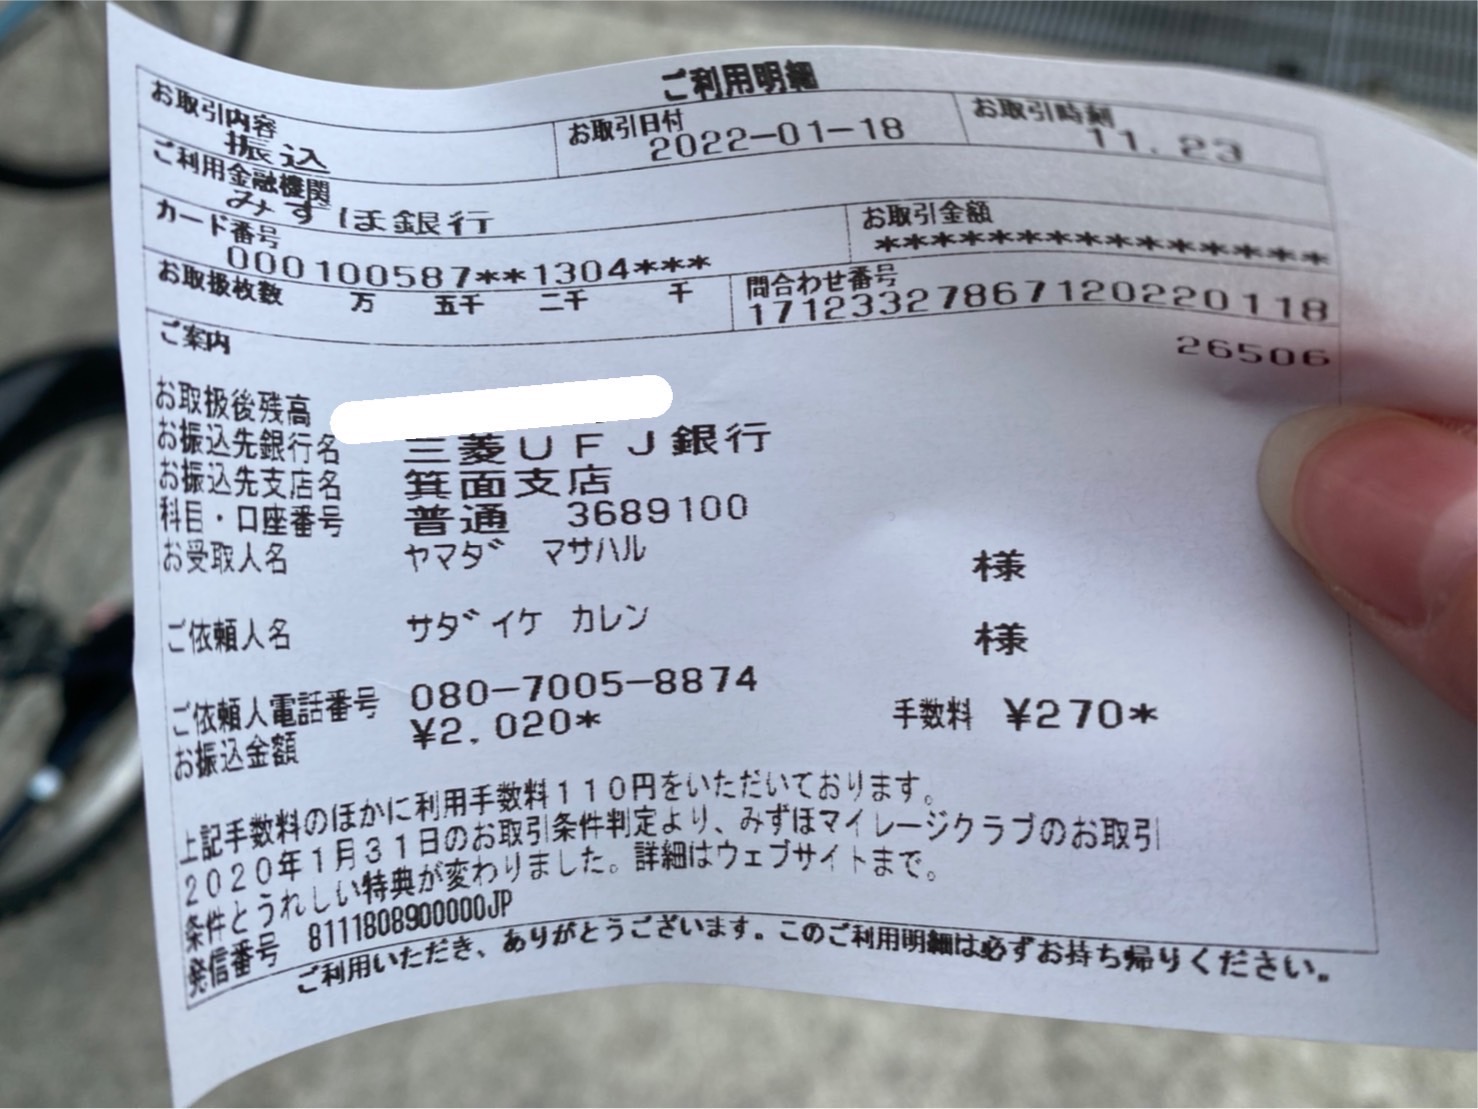 ご利用明細
お取引内容 お取引日付 お取引時刻
振込 2022-01-18 11.23
ご利用金融機関
みずほ銀行
カード番号 お取引金額
000100587**1304*** ****************
お取扱枚数 万 五千 二千 千 問合わせ番号
17123327867120220118
ご案内 26506
お取扱後残高
お振込先銀行名 三菱UFJ銀行
お振込先支店名 箕面支店
科目・口座番号 普通 3689100
お受取人名 ヤマダ マサハル 様
ご依頼人名 サダイケ カレン 様
ご依頼人電話番号 080-7005-8874
お振込金額 ¥2,020* 手数料 ¥270*
上記手数料のほかに利用手数料110円をいただいております。
2020年1月31日のお取引条件判定より、みずほマイレージクラブのお取引
条件とうれしい特典が変わりました。詳細はウェブサイトまで。
発信番号 8111808900000JP
ご利用いただき、ありがとうございます。このご利用明細は必ずお持ち帰りください。